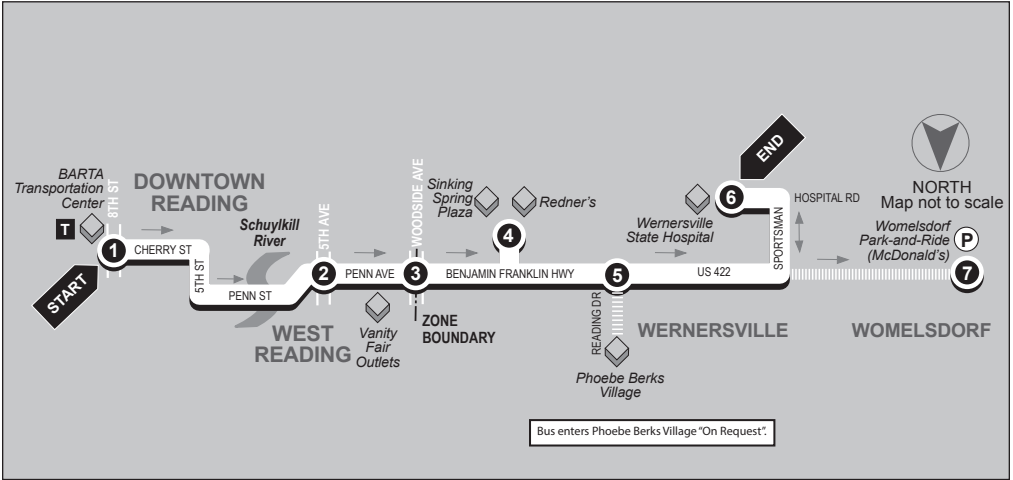 BARTA
Transportation
Center
T
8TH ST
DOWNTOWN
READING
1
START
CHERRY ST
5TH ST
Schuylkill
River
PENN ST
5TH AVE
2
WEST
READING
PENN AVE
Vanity
Fair
Outlets
WOODSIDE AVE
3
ZONE
BOUNDARY
BENJAMIN FRANKLIN HWY
Sinking
Spring
Plaza
Redner's
4
5
READING DR
Phoebe Berks
Village
Bus enters Phoebe Berks Village "On Request".
US 422
WERNERSVILLE
Wernersville
State Hospital
6
END
SPORTSMAN
HOSPITAL RD
NORTH
Map not to scale
Womelsdorf
Park-and-Ride
(McDonald's)
P
7
WOMELSDORF